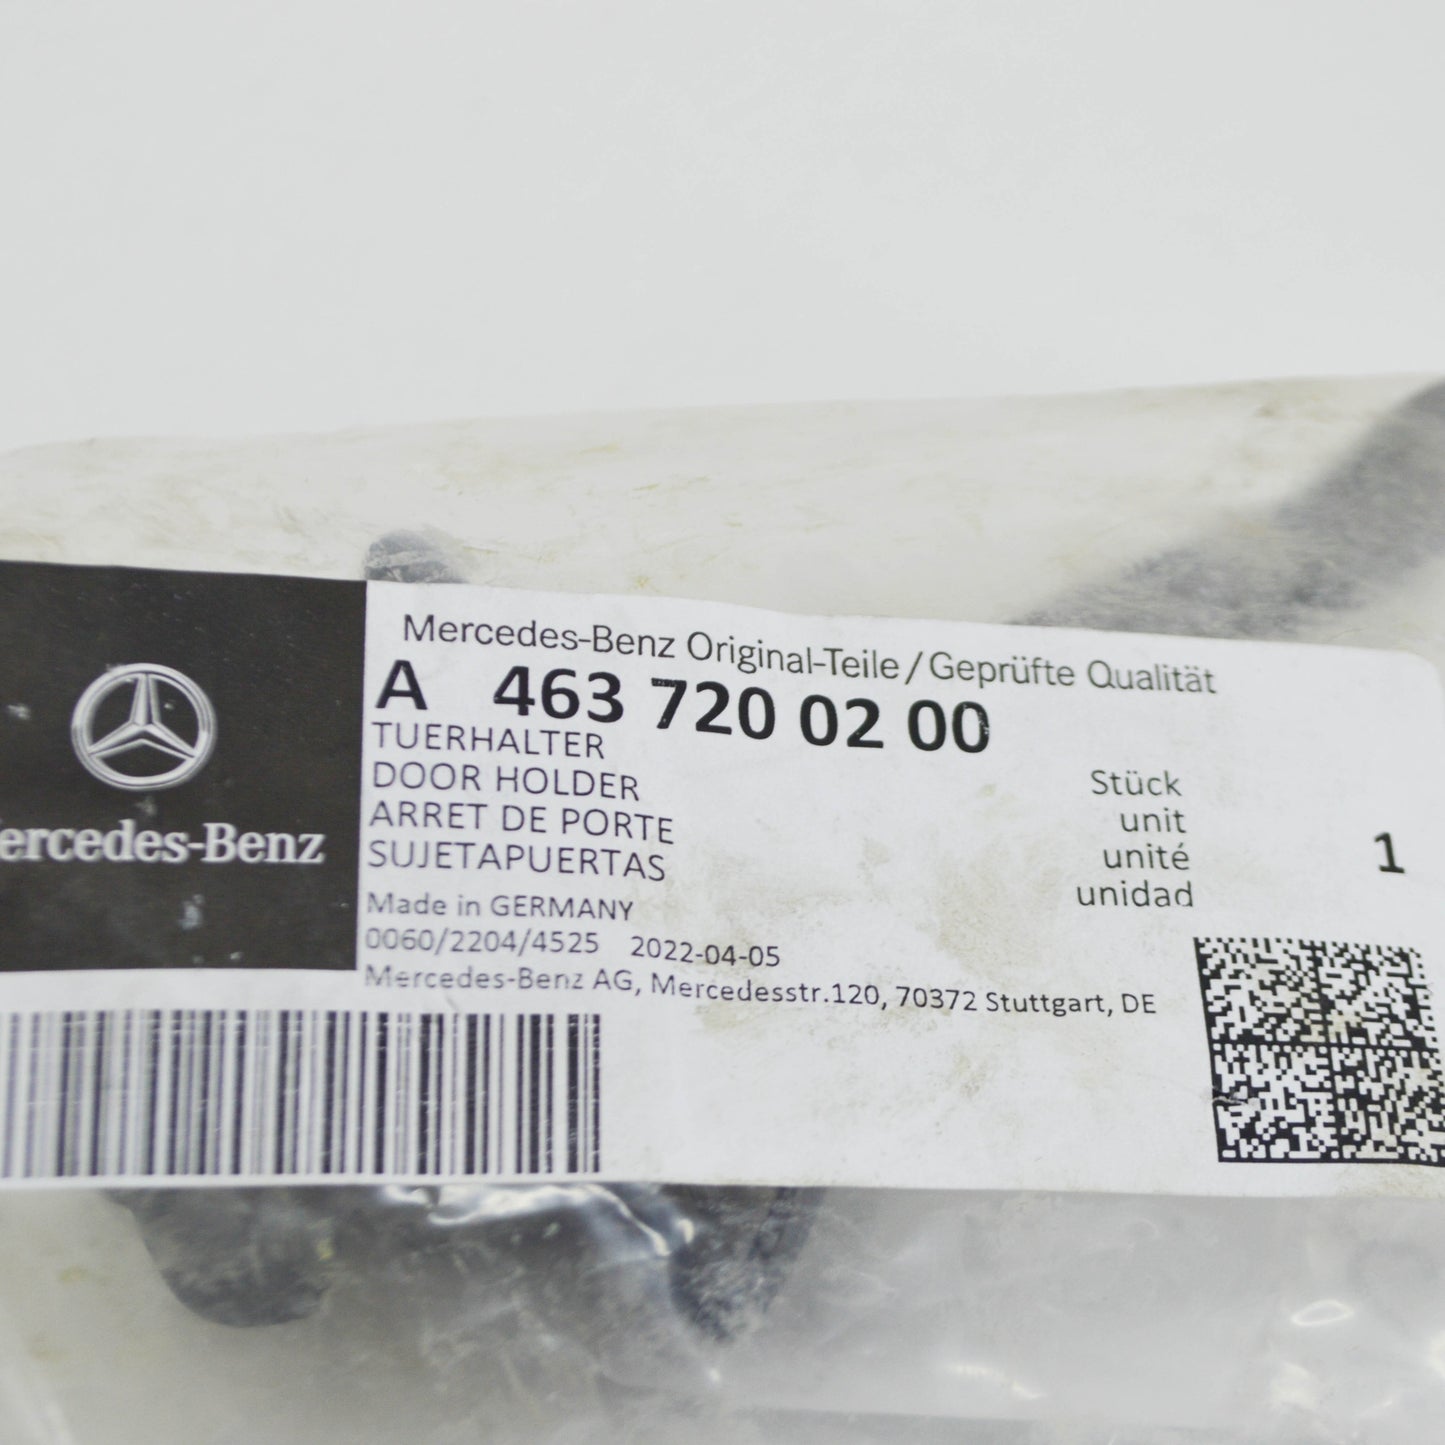 Mercedes-Benz Original-Teile / Geprüfte Qualität
A 463 720 02 00
TUERHALTER
DOOR HOLDER
ARRET DE PORTE
SUJETAPUERTAS
Stück
unit
unité
unidad
1
Made in GERMANY
0060/2204/4525 2022-04-05
Mercedes-Benz AG, Mercedesstr.120, 70372 Stuttgart, DE
ercedes-Benz